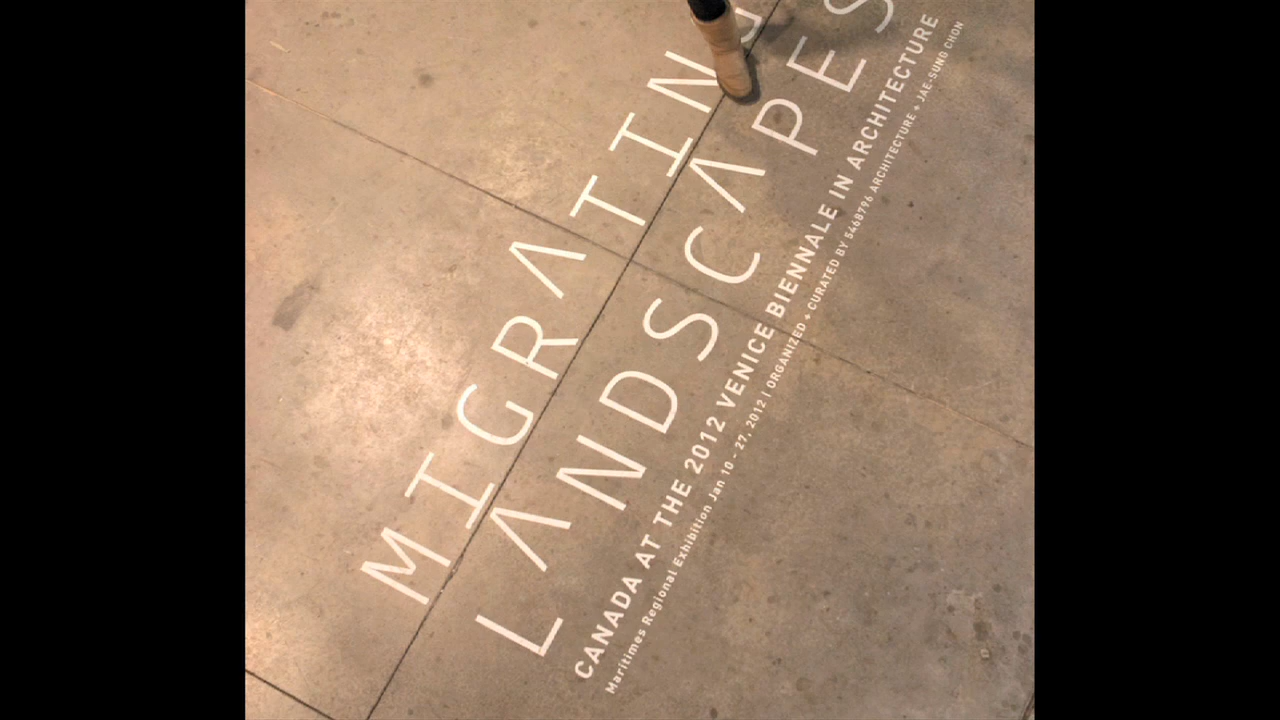 MIGRATING
LANDSCAPES
CANADA AT THE 2012 VENICE BIENNALE IN ARCHITECTURE
Maritimes Regional Exhibition Jan 10 - 27, 2012 | ORGANIZED + CURATED BY 5468796 ARCHITECTURE + JAE-SUNG CHON